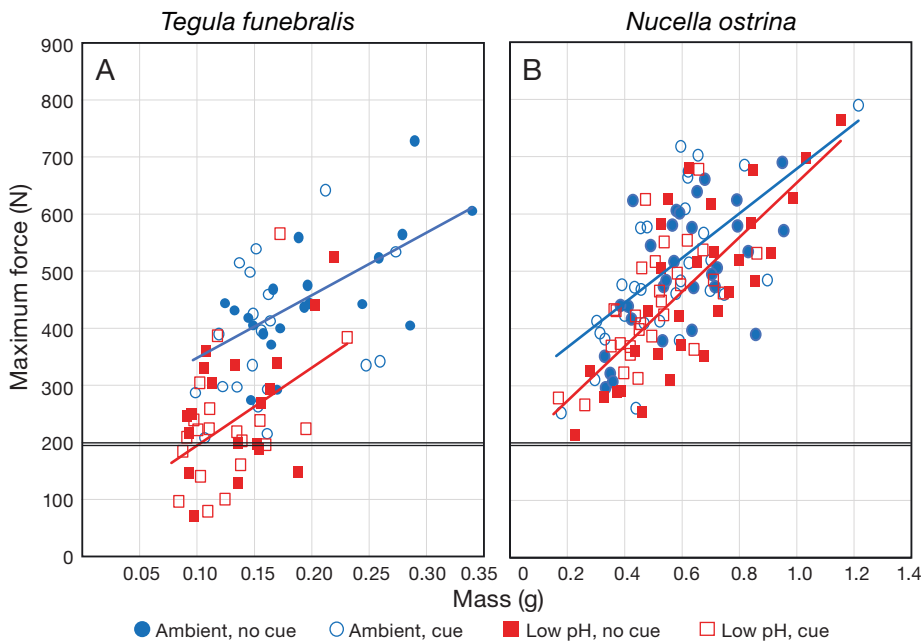 Tegula funebralis
Nucella ostrina
A
B
Maximum force (N)
900
800
700
600
500
400
300
200
100
0
0.05 0.10 0.15 0.20 0.25 0.30 0.35
0 0.2 0.4 0.6 0.8 1.0 1.2 1.4
Mass (g)
Ambient, no cue
Ambient, cue
Low pH, no cue
Low pH, cue